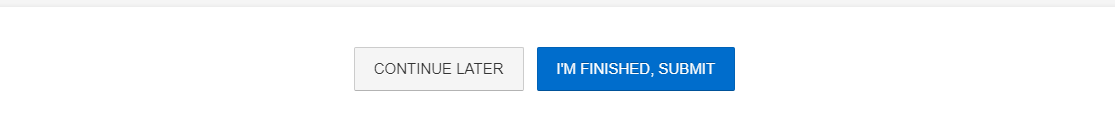 CONTINUE LATER I'M FINISHED, SUBMIT